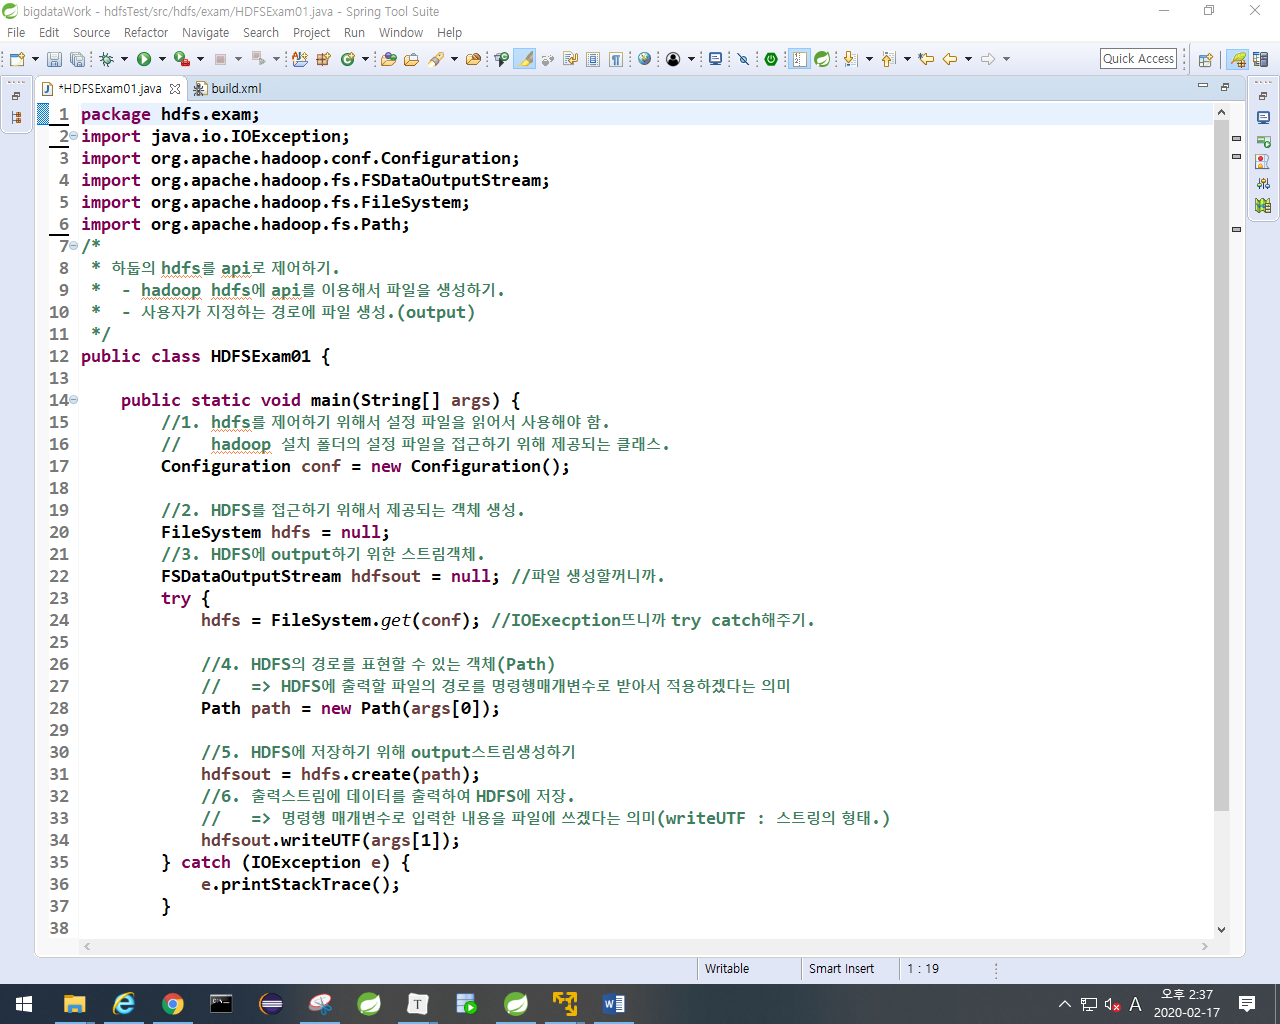 bigdataWork - hdfsTest/src/hdfs/exam/HDFSExam01.java - Spring Tool Suite
File Edit Source Refactor Navigate Search Project Run Window Help
Quick Access
*HDFSExam01.java build.xml
1 package hdfs.exam;
2 import java.io.IOException;
3 import org.apache.hadoop.conf.Configuration;
4 import org.apache.hadoop.fs.FSDataOutputStream;
5 import org.apache.hadoop.fs.FileSystem;
6 import org.apache.hadoop.fs.Path;
7 /*
8  * 하둡의 hdfs를 api로 제어하기.
9  *  - hadoop hdfs에 api를 이용해서 파일을 생성하기.
10  *  - 사용자가 지정하는 경로에 파일 생성.(output)
11  */
12 public class HDFSExam01 {
13
14     public static void main(String[] args) {
15         //1. hdfs를 제어하기 위해서 설정 파일을 읽어서 사용해야 함.
16         //   hadoop 설치 폴더의 설정 파일을 접근하기 위해 제공되는 클래스.
17         Configuration conf = new Configuration();
18
19         //2. HDFS를 접근하기 위해서 제공되는 객체 생성.
20         FileSystem hdfs = null;
21         //3. HDFS에 output하기 위한 스트림객체.
22         FSDataOutputStream hdfsout = null; //파일 생성할꺼니까.
23         try {
24             hdfs = FileSystem.get(conf); //IOExecption뜨니까 try catch해주기.
25
26             //4. HDFS의 경로를 표현할 수 있는 객체(Path)
27             //   => HDFS에 출력할 파일의 경로를 명령행매개변수로 받아서 적용하겠다는 의미
28             Path path = new Path(args[0]);
29
30             //5. HDFS에 저장하기 위해 output스트림생성하기
31             hdfsout = hdfs.create(path);
32             //6. 출력스트림에 데이터를 출력하여 HDFS에 저장.
33             //   => 명령행 매개변수로 입력한 내용을 파일에 쓰겠다는 의미(writeUTF : 스트링의 형태.)
34             hdfsout.writeUTF(args[1]);
35         } catch (IOException e) {
36             e.printStackTrace();
37         }
38
Writable Smart Insert 1 : 19
A 오후 2:37
2020-02-17